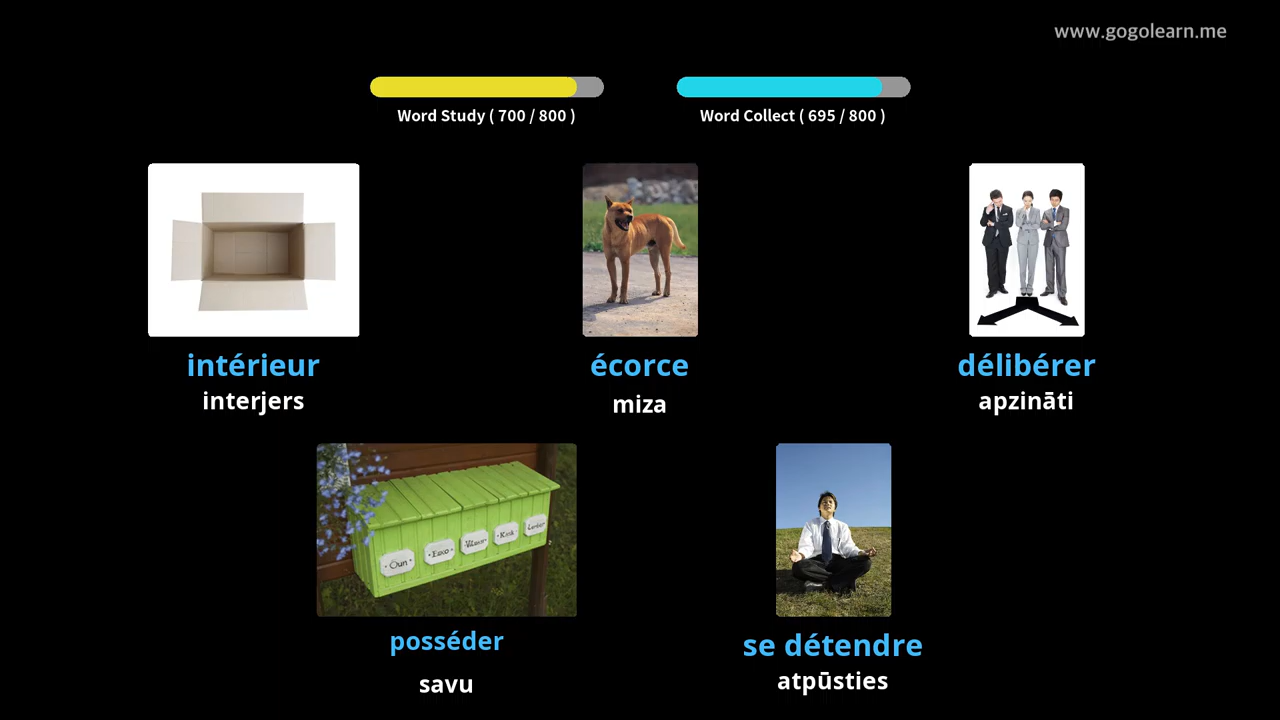 www.gogolearn.me
Word Study ( 700 / 800 )
Word Collect ( 695 / 800 )
intérieur
interjers
écorce
miza
délibérer
apzināti
posséder
savu
se détendre
atpūsties